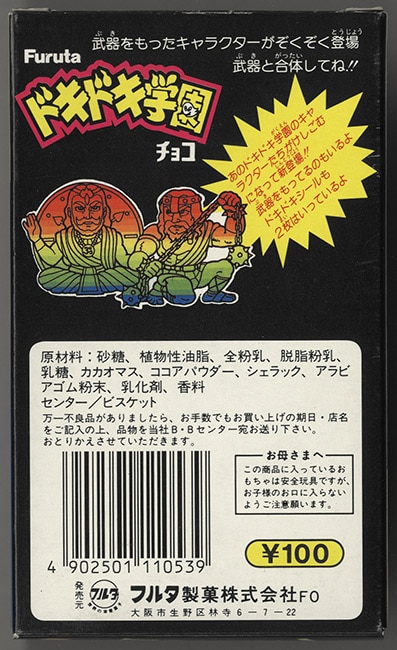 武器をもったキャラクターがぞくぞく登場
武器と合体してね!!
Furuta
ドキドキ学園
チョコ
あのドキドキ学園のキャ
ラクターたちがけしごむ
になって新登場!!
武器をもってるのもいるよ
ドキドキシールも
2枚はいっているよ
原材料：砂糖、植物性油脂、全粉乳、脱脂粉乳、
乳糖、カカオマス、ココアパウダー、シェラック、アラビ
アゴム粉末、乳化剤、香料
センター／ビスケット
万一不良品がありましたら、お手数でもお買い上げの期日・店名
をご記入の上、品物を当社B・Bセンター宛お送り下さい。
おとりかえさせていただきます。
お母さまへ
この商品に入っているお
もちゃは安全玩具ですが、
お子様のお口に入らない
ようご注意願います。
4 902501 110539
¥100
発売元
フルタ
フルタ製菓株式会社FO
大阪市生野区林寺6-7-22